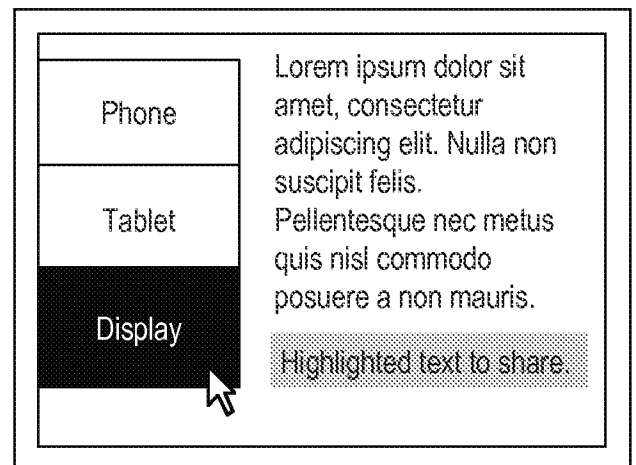 Phone
Tablet
Display
Lorem ipsum dolor sit
amet, consectetur
adipiscing elit. Nulla non
suscipit felis.
Pellentesque nec metus
quis nisl commodo
posuere a non mauris.
Highlighted text to share.